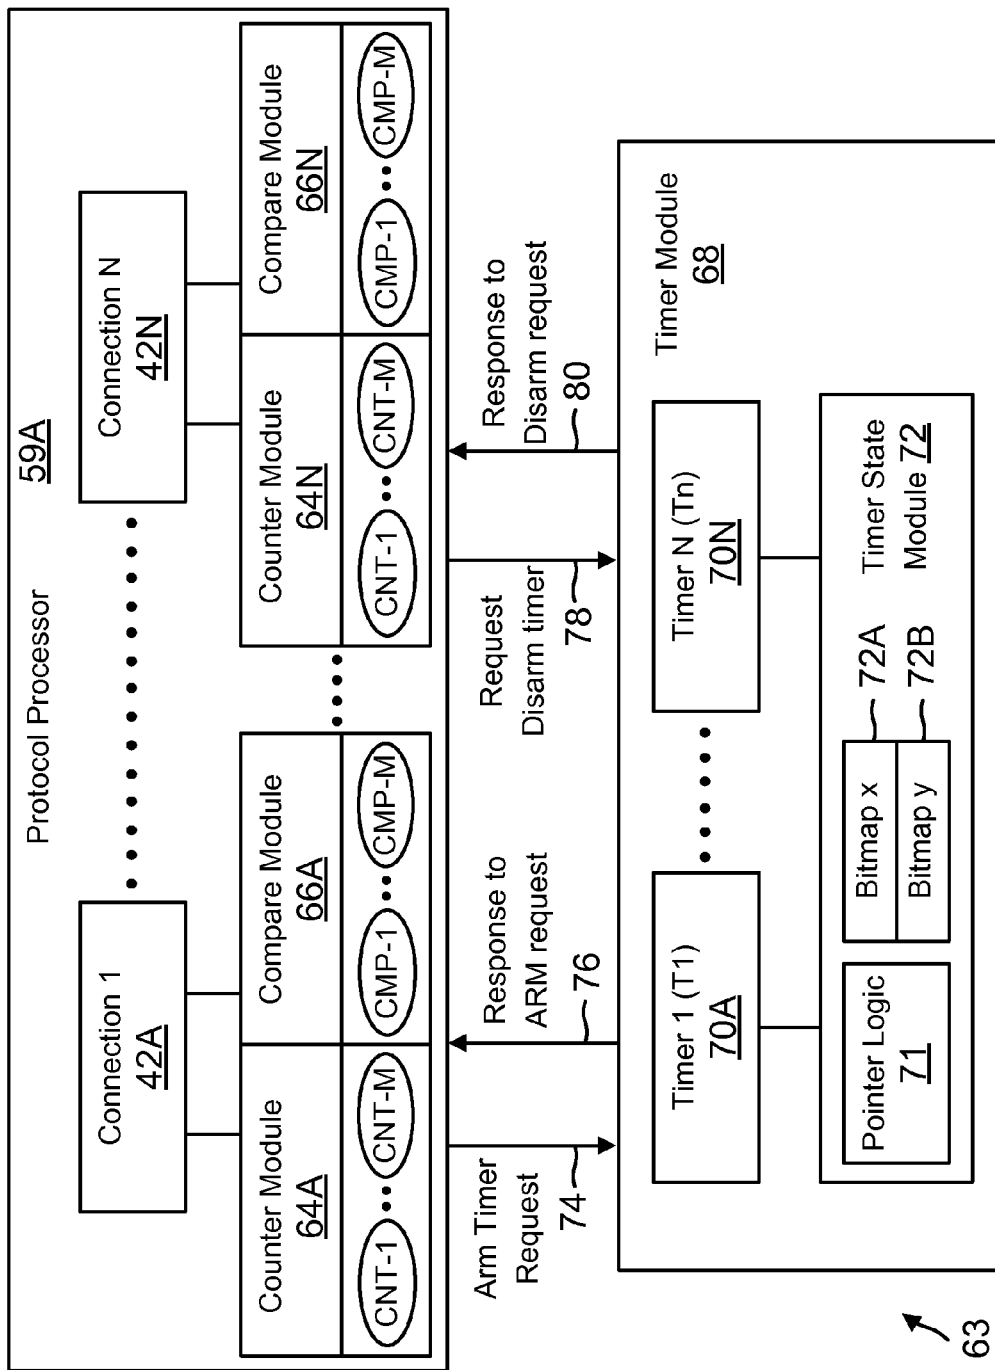 Protocol Processor
59A
Connection 1
42A
Connection N
42N
Counter Module
64A
CNT-1
CNT-M
Compare Module
66A
CMP-1
CMP-M
Counter Module
64N
CNT-1
CNT-M
Compare Module
66N
CMP-1
CMP-M
Arm Timer
Request
74
Response to
ARM request
76
Request
Disarm timer
78
Response to
Disarm request
80
Timer 1 (T1)
70A
Timer N (Tn)
70N
Timer Module
68
Pointer Logic
71
Bitmap x
Bitmap y
72A
72B
Timer State
Module 72
63